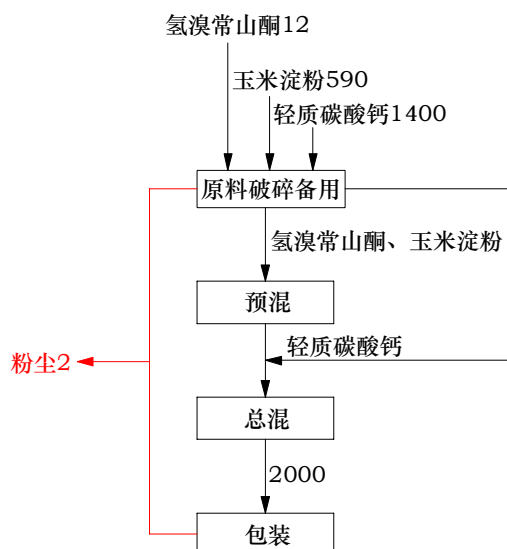 氢溴常山酮12
玉米淀粉590
轻质碳酸钙1400
原料破碎备用
氢溴常山酮、玉米淀粉
预混
轻质碳酸钙
粉尘2
总混
2000
包装